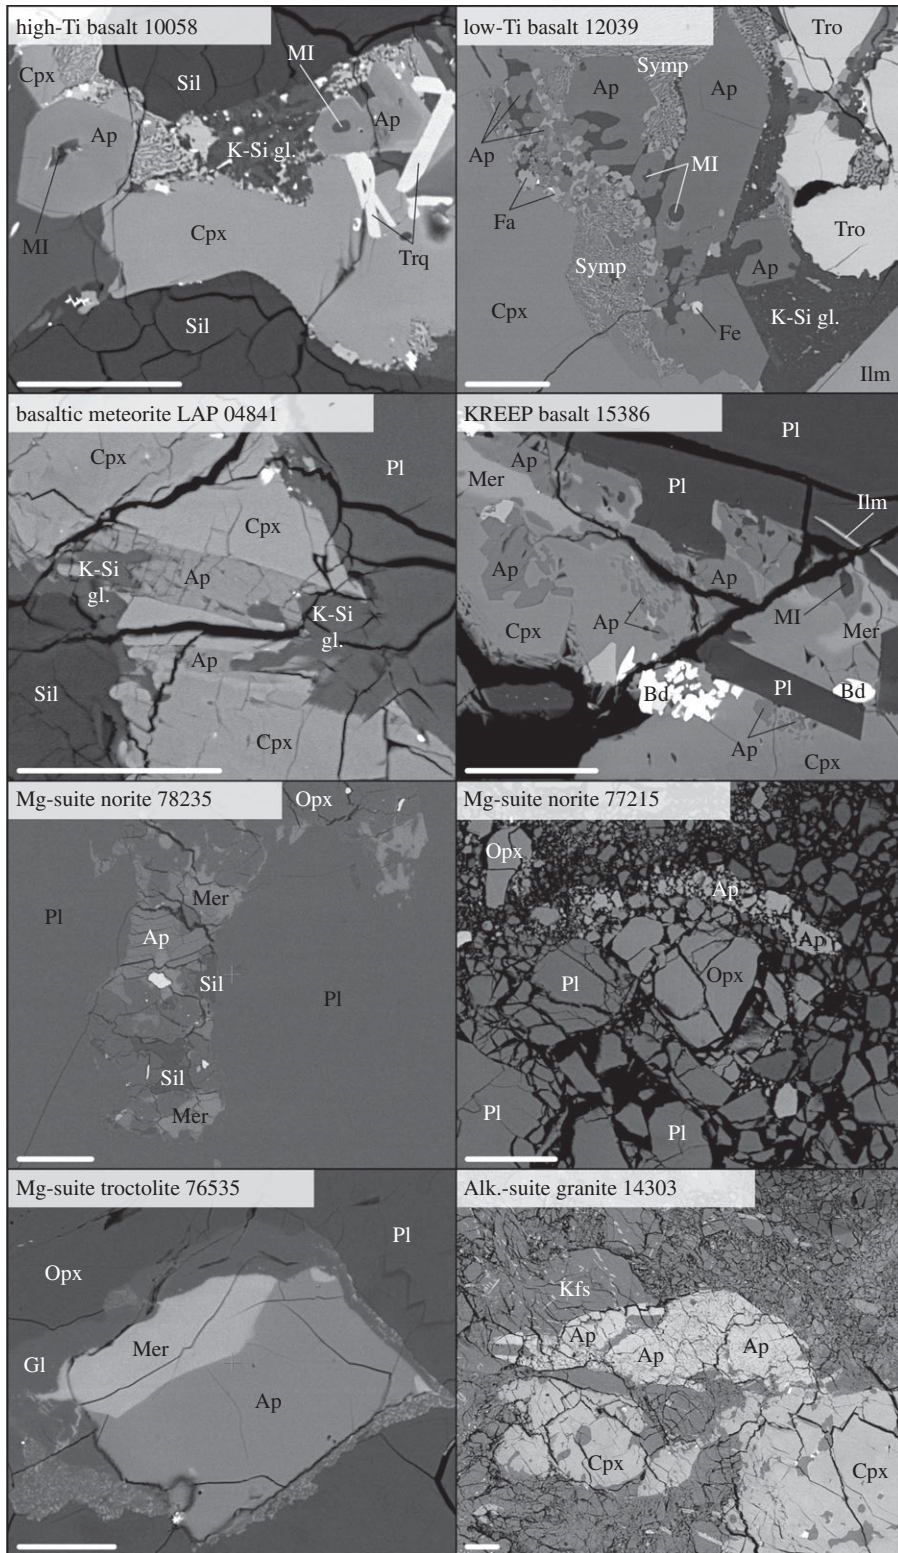 high-Ti basalt 10058
MI
Cpx
Sil
Ap
Ap
K-Si gl.
MI
Cpx
Trq
Sil
low-Ti basalt 12039
Tro
Symp
Ap
Ap
Ap
MI
Fa
Tro
Symp
Ap
Cpx
K-Si gl.
Fe
Ilm
basaltic meteorite LAP 04841
Cpx
Pl
Cpx
K-Si
gl.
Ap
K-Si
gl.
Ap
Sil
Cpx
KREEP basalt 15386
Pl
Ap
Mer
Pl
Ilm
Ap
Ap
MI
Ap
Cpx
Mer
Bd
Pl
Bd
Ap
Cpx
Mg-suite norite 78235
Opx
Mer
Pl
Ap
Sil
Pl
Sil
Mer
Mg-suite norite 77215
Opx
Ap
Ap
Pl
Opx
Pl
Pl
Mg-suite troctolite 76535
Pl
Opx
Mer
Gl
Ap
Alk.-suite granite 14303
Kfs
Ap
Ap
Ap
Cpx
Cpx